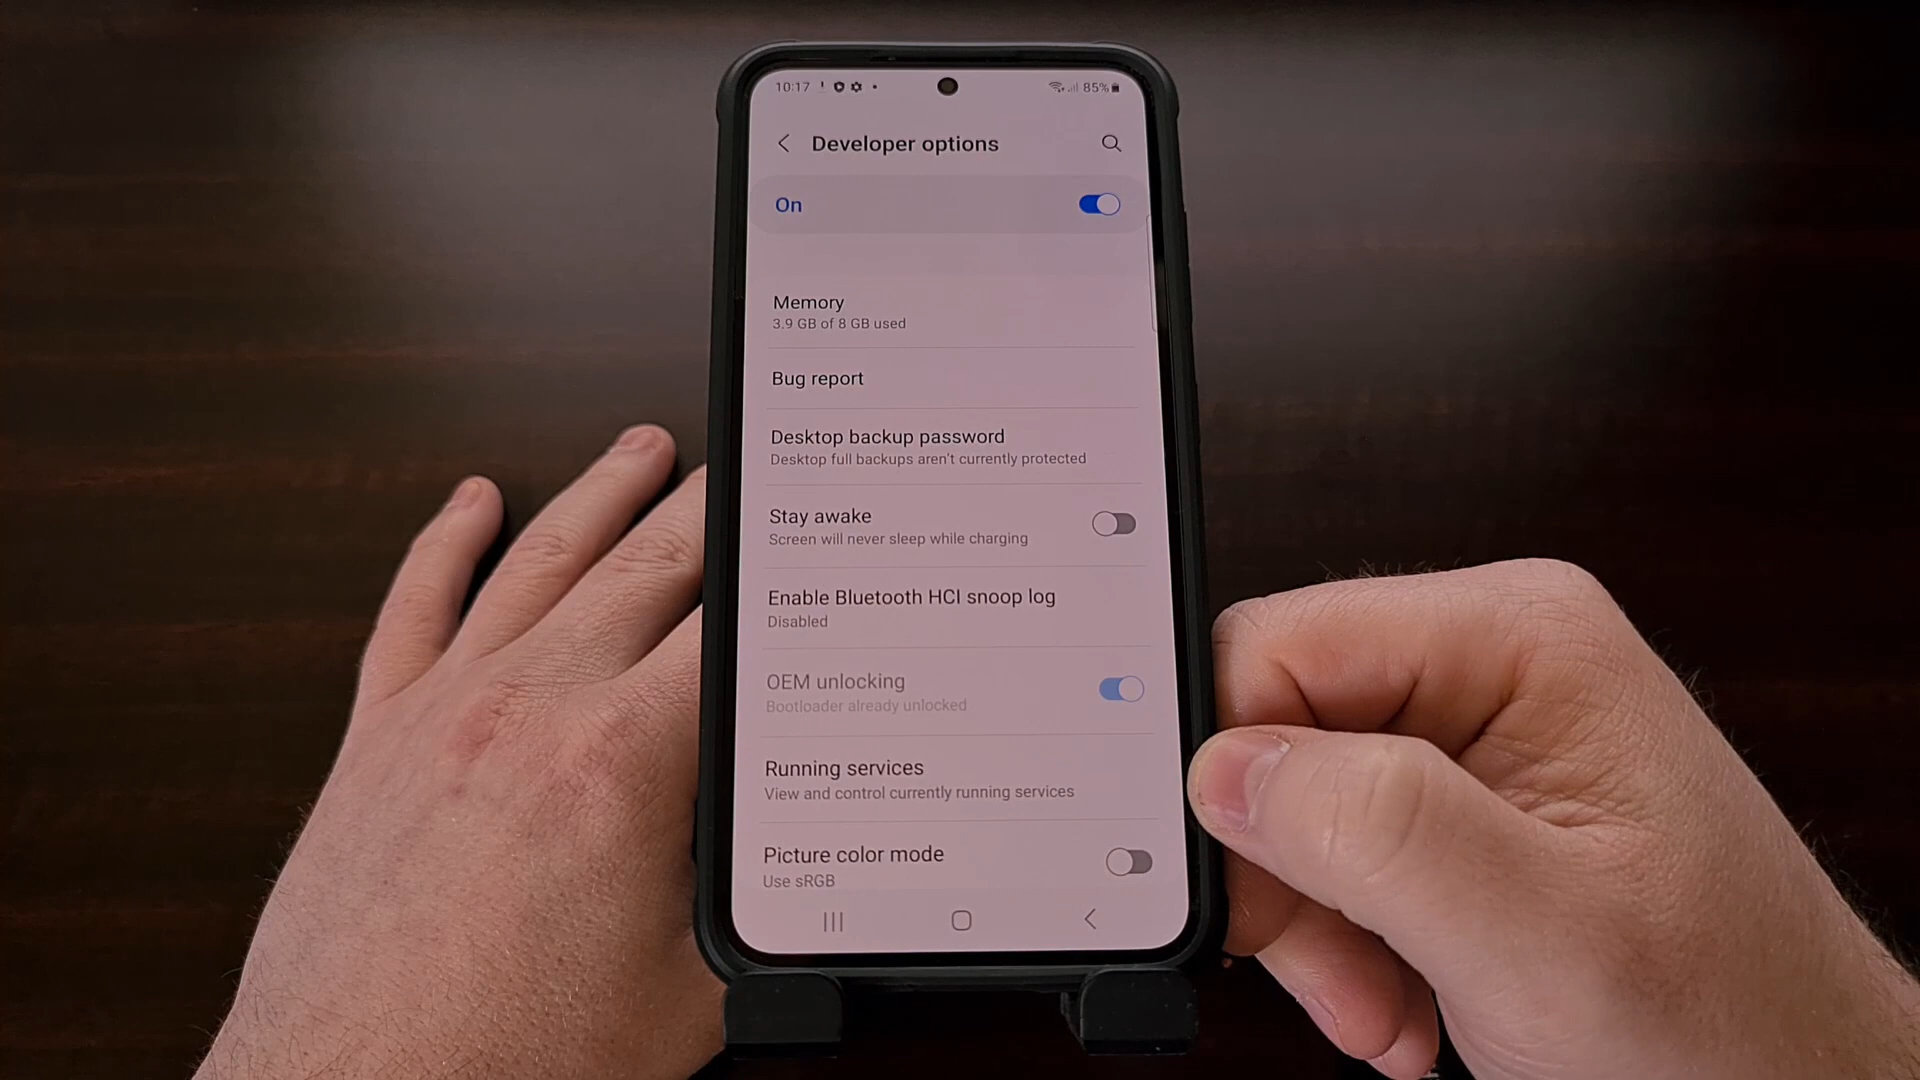 10:17 85%
Developer options
On
Memory
3.9 GB of 8 GB used
Bug report
Desktop backup password
Desktop full backups aren't currently protected
Stay awake
Screen will never sleep while charging
Enable Bluetooth HCI snoop log
Disabled
OEM unlocking
Bootloader already unlocked
Running services
View and control currently running services
Picture color mode
Use sRGB